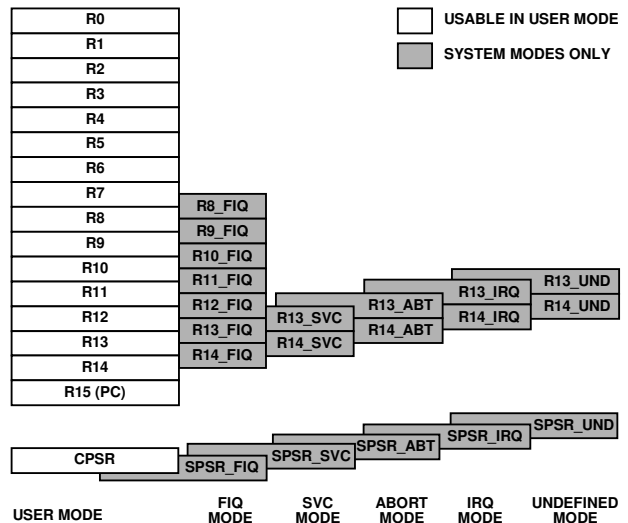 R0
R1
R2
R3
R4
R5
R6
R7
R8
R9
R10
R11
R12
R13
R14
R15 (PC)
CPSR
USABLE IN USER MODE
SYSTEM MODES ONLY
R8_FIQ
R9_FIQ
R10_FIQ
R11_FIQ
R12_FIQ
R13_FIQ
R14_FIQ
R13_SVC
R14_SVC
R13_ABT
R14_ABT
R13_IRQ
R14_IRQ
R13_UND
R14_UND
SPSR_FIQ
SPSR_SVC
SPSR_ABT
SPSR_IRQ
SPSR_UND
USER MODE
FIQ
MODE
SVC
MODE
ABORT
MODE
IRQ
MODE
UNDEFINED
MODE